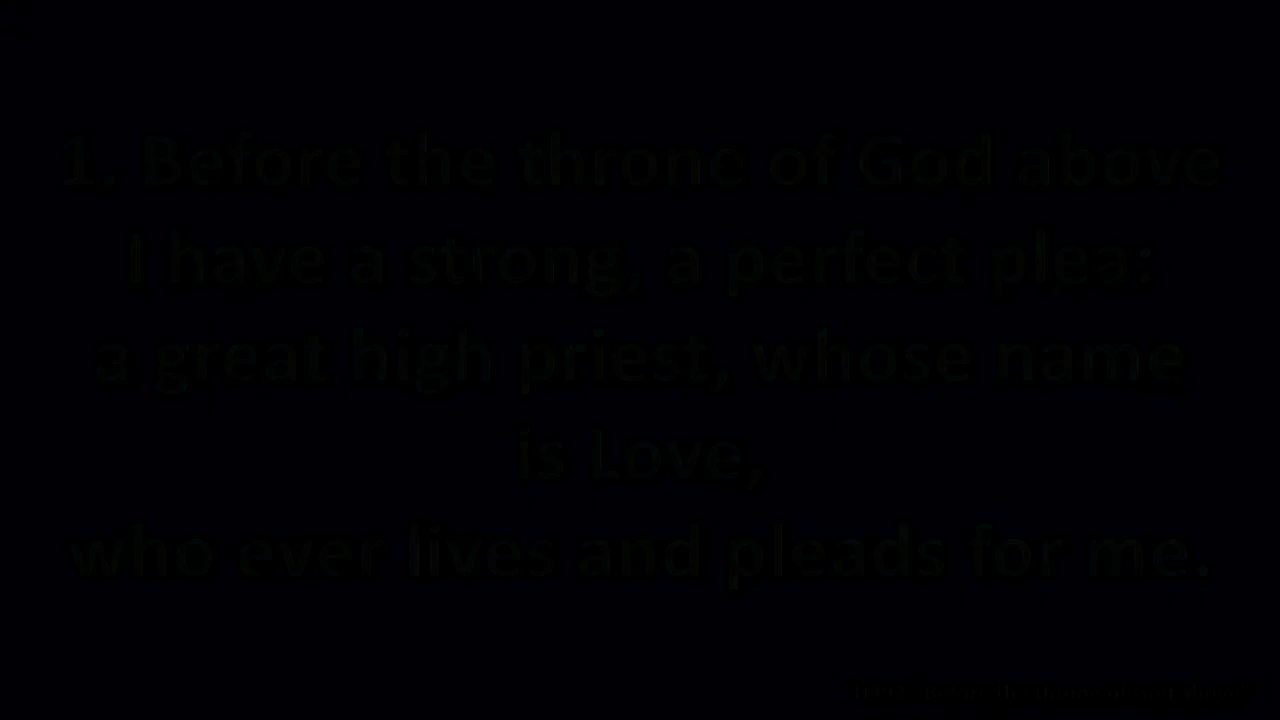 1. Before the throne of God above
I have a strong, a perfect plea:
a great high priest, whose name
is Love,
who ever lives and pleads for me.